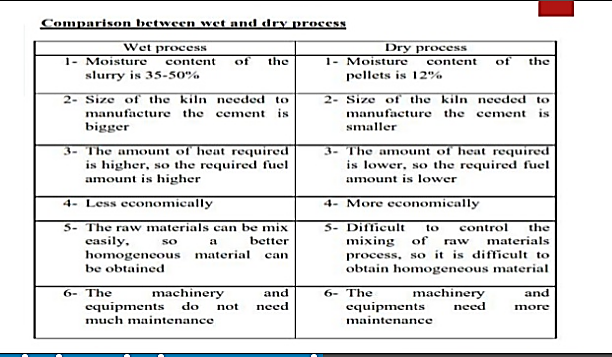 Comparison between wet and dry process
Wet process
Dry process
1- Moisture content of the
slurry is 35-50%
1- Moisture content of the
pellets is 12%
2- Size of the kiln needed to
manufacture the cement is
bigger
2- Size of the kiln needed to
manufacture the cement is
smaller
3- The amount of heat required
is higher, so the required fuel
amount is higher
3- The amount of heat required
is lower, so the required fuel
amount is lower
4- Less economically
4- More economically
5- The raw materials can be mix
easily, so a better
homogeneous material can
be obtained
5- Difficult to control the
mixing of raw materials
process, so it is difficult to
obtain homogeneous material
6- The machinery and
equipments do not need
much maintenance
6- The machinery and
equipments need more
maintenance